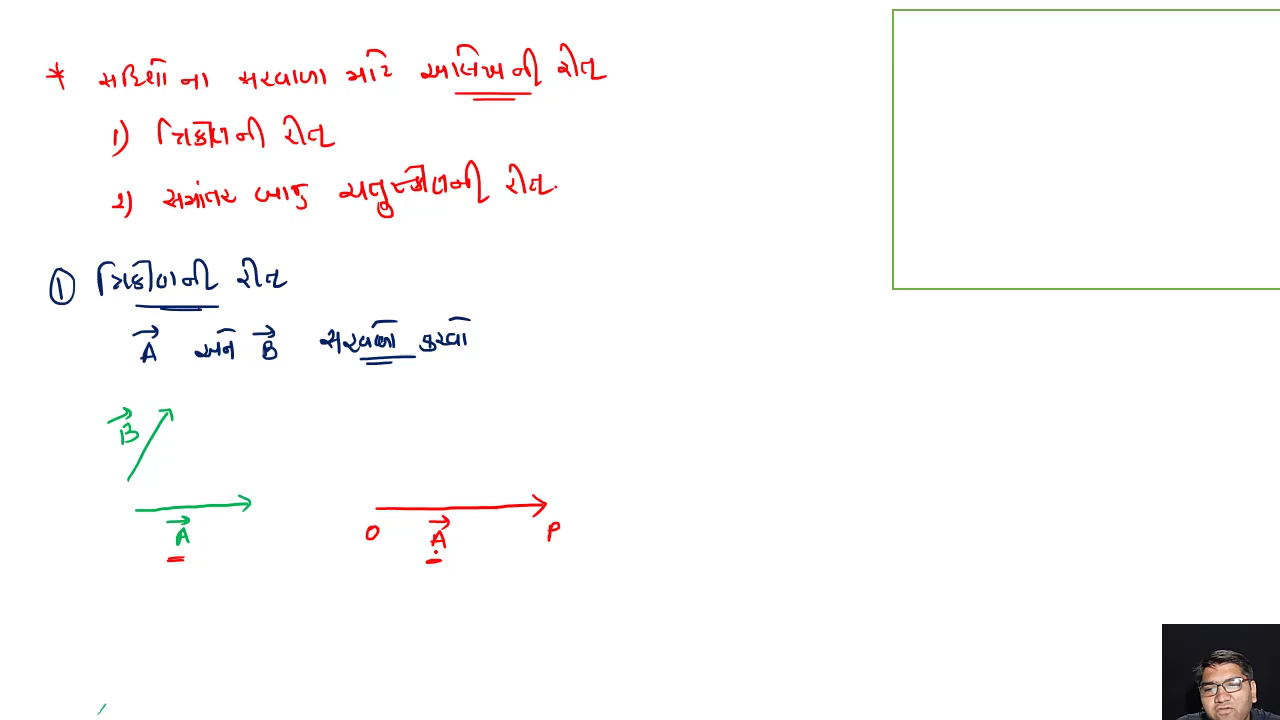 * સદિશોના સરવાળા માટે આલેખની રીત
1) ત્રિકોણની રીત
2) સમાંતર બાજુ ચતુષ્કોણની રીત.
① ત્રિકોણની રીત
A અને B સરવાળો કરવો
B
A
O A P